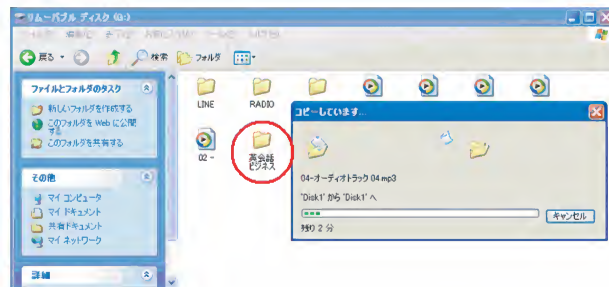 リムーバブル ディスク (G:)
戻る
検索
フォルダ
ファイルとフォルダのタスク
新しいフォルダを作成する
このフォルダを Web に公開
する
このフォルダを共有する
その他
マイ コンピュータ
マイ ドキュメント
共有ドキュメント
マイ ネットワーク
詳細
LINE
RADIO
02 -
英会話
ビジネス
コピーしています...
04-オーディオトラック 04.mp3
'Disk1' から 'Disk1' へ
キャンセル
残り 2 分